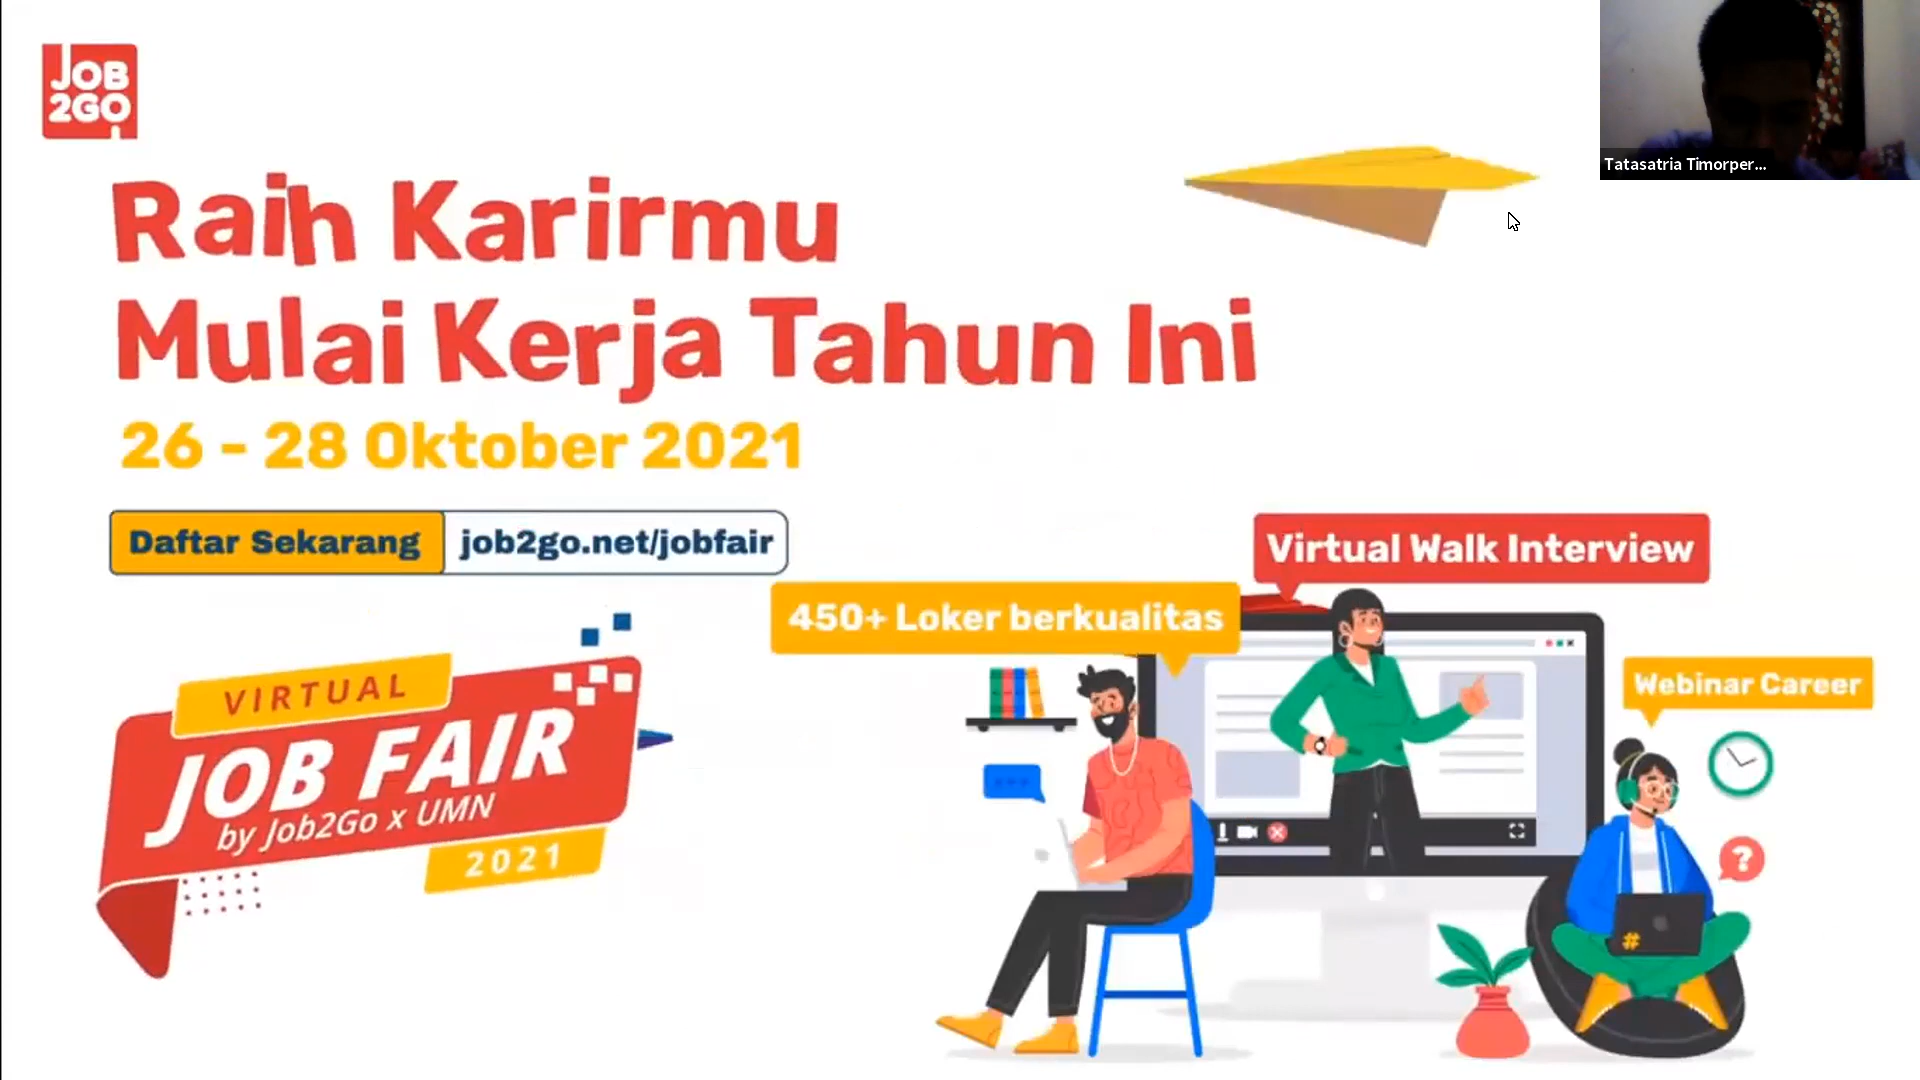 JOB
2GO
Raih Karirmu
Mulai Kerja Tahun Ini
26 - 28 Oktober 2021
Daftar Sekarang job2go.net/jobfair
Virtual Walk Interview
450+ Loker berkualitas
Webinar Career
VIRTUAL
JOB FAIR
by Job2Go x UMN
2021
?
#
Tatasatria Timorper...